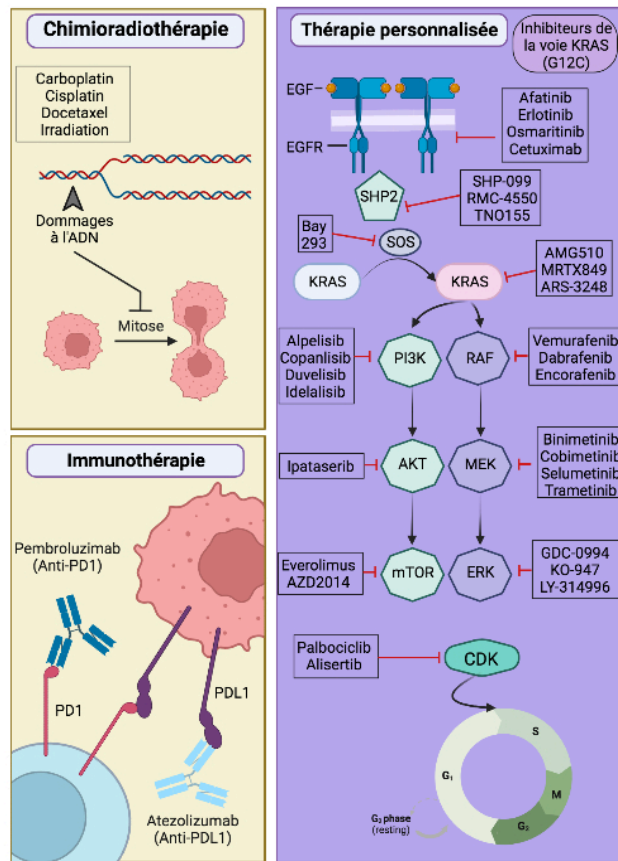 Chimioradiothérapie
Carboplatin
Cisplatin
Docetaxel
Irradiation
Dommages
à l'ADN
Mitose
Immunothérapie
Pembroluzimab
(Anti-PD1)
PD1
PDL1
Atezolizumab
(Anti-PDL1)
Thérapie personnalisée
Inhibiteurs de
la voie KRAS
(G12C)
EGF
EGFR
Afatinib
Erlotinib
Osmaritinib
Cetuximab
SHP2
SHP-099
RMC-4550
TNO155
Bay
293
SOS
KRAS
KRAS
AMG510
MRTX849
ARS-3248
Alpelisib
Copanlisib
Duvelisib
Idelalisib
PI3K
RAF
Vemurafenib
Dabrafenib
Encorafenib
Ipataserib
AKT
MEK
Binimetinib
Cobimetinib
Selumetinib
Trametinib
Everolimus
AZD2014
mTOR
ERK
GDC-0994
KO-947
LY-314996
Palbociclib
Alisertib
CDK
S
G₁
M
G₂
G₀ phase
(resting)